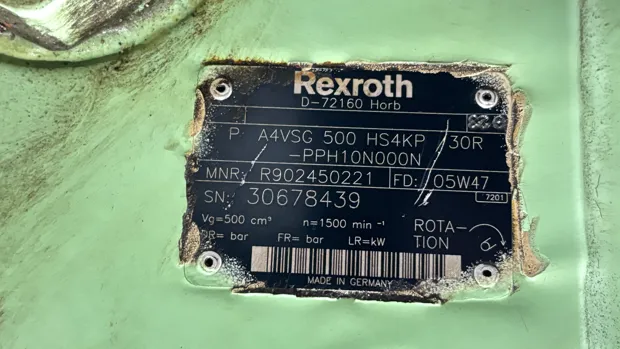 Rexroth
D-72160 Horb
P A4VSG 500 HS4KP /30R
-PPH10N000N
MNR: R902450221 FD: 05W47
SN: 30678439 7201
Vg=500 cm³ n=1500 min⁻¹ ROTA-
PR= bar FR= bar LR=kW TION
MADE IN GERMANY